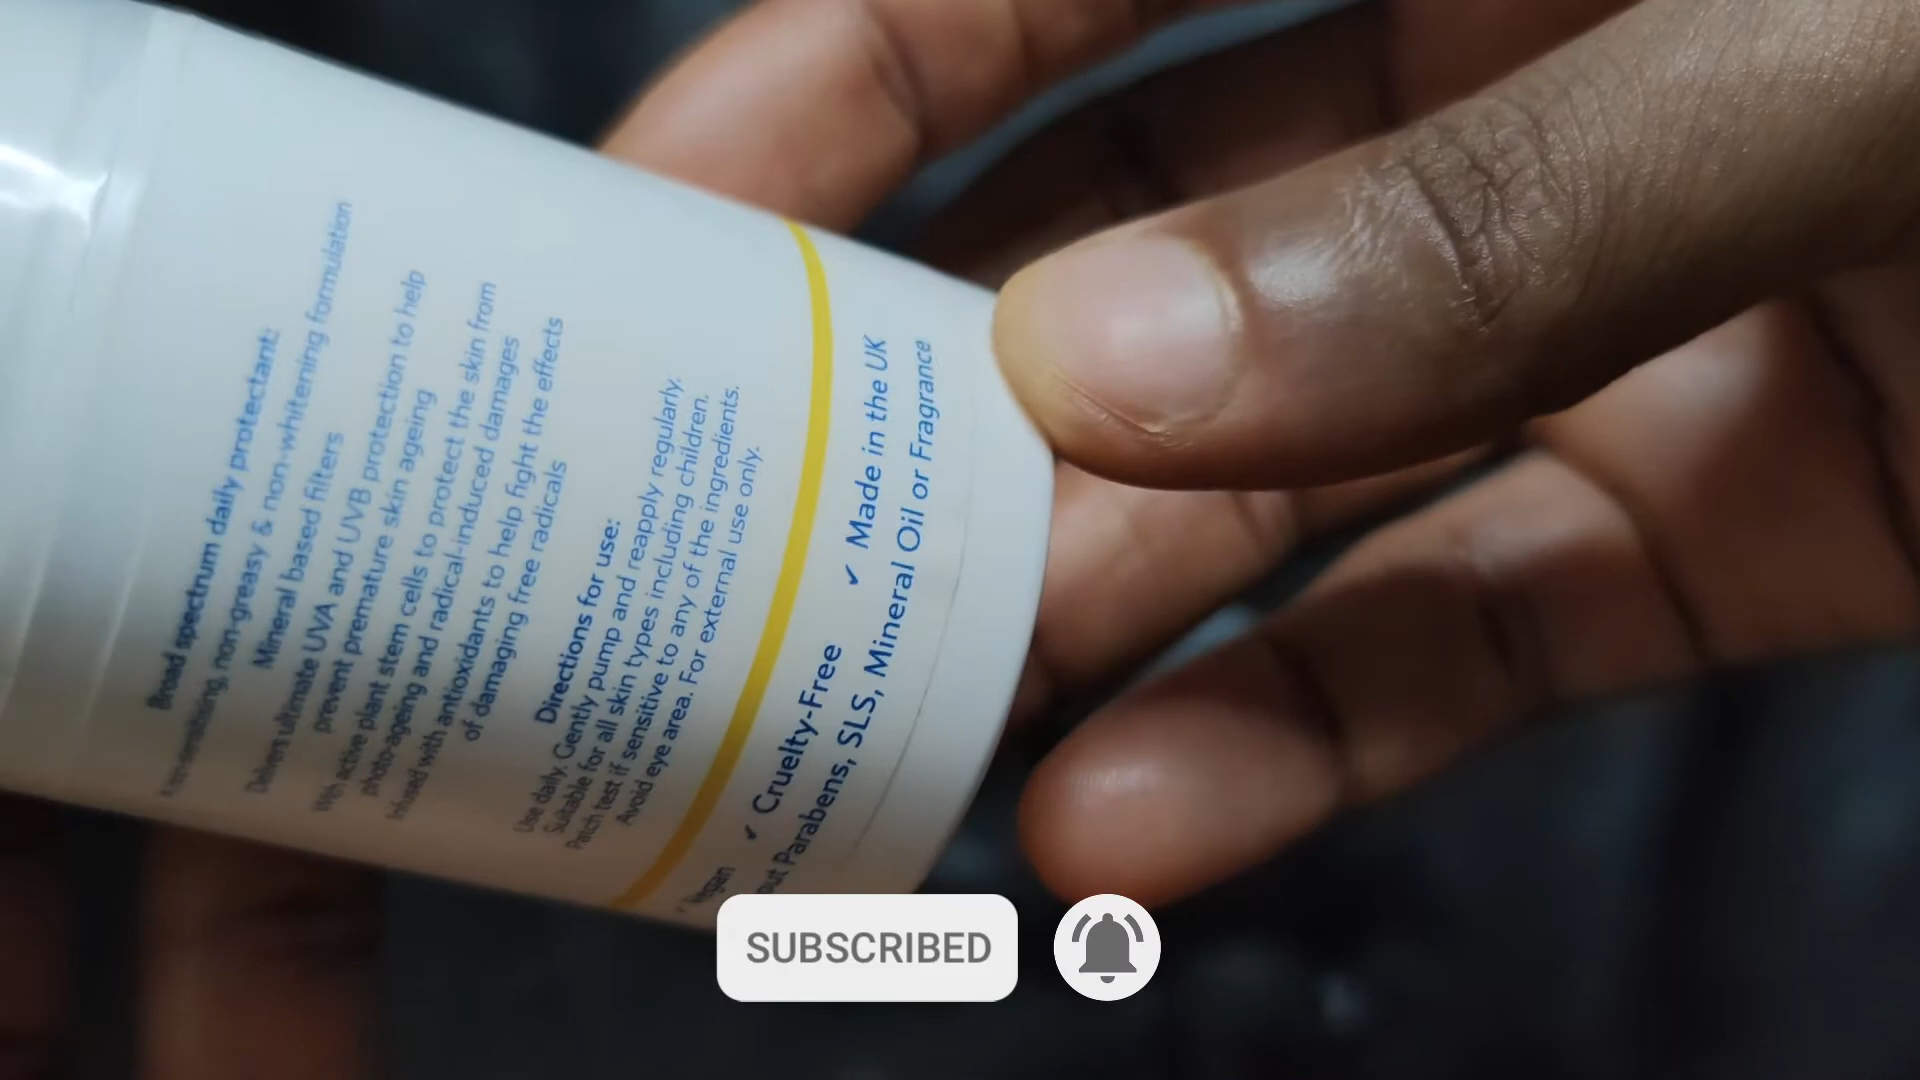 Broad spectrum daily protectant:
non-greasy & non-whitening formulation
Mineral based filters
Delivers ultimate UVA and UVB protection to help
prevent premature skin ageing
With active plant stem cells to protect the skin from
photo-ageing and radical-induced damages
Infused with antioxidants to help fight the effects
of damaging free radicals
Directions for use:
Use daily. Gently pump and reapply regularly.
Suitable for all skin types including children.
Patch test if sensitive to any of the ingredients.
Avoid eye area. For external use only.
✓ Vegan ✓ Cruelty-Free ✓ Made in the UK
Parabens, SLS, Mineral Oil or Fragrance
SUBSCRIBED